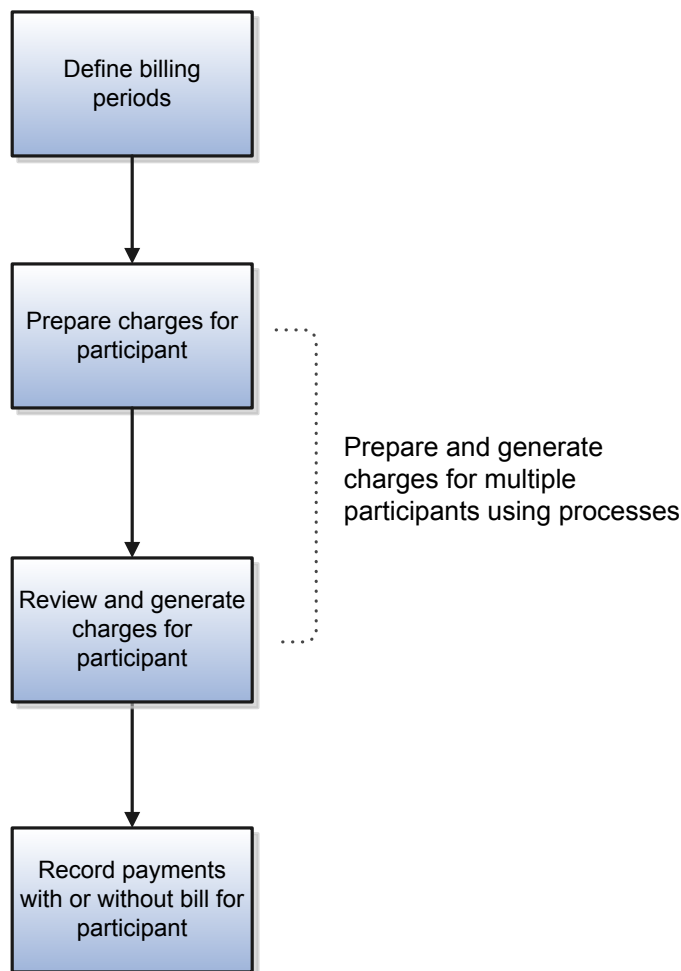 Define billing
periods
Prepare charges for
participant
Prepare and generate
charges for multiple
participants using processes
Review and generate
charges for
participant
Record payments
with or without bill for
participant